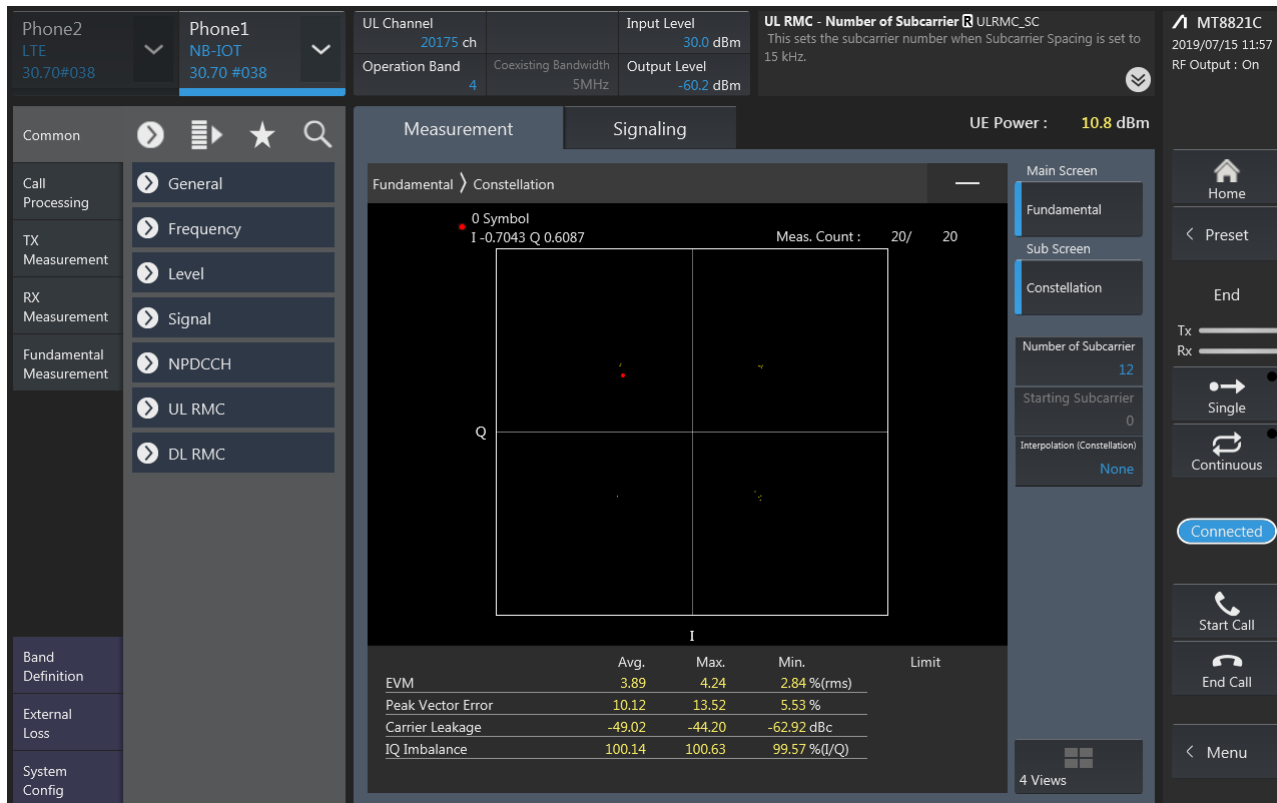 Phone2
LTE
30.70#038
Phone1
NB-IOT
30.70 #038
UL Channel
20175 ch
Input Level
30.0 dBm
Operation Band
4
Coexisting Bandwidth
5MHz
Output Level
-60.2 dBm
UL RMC - Number of Subcarrier R ULRMC_SC
This sets the subcarrier number when Subcarrier Spacing is set to
15 kHz.
MT8821C
2019/07/15 11:57
RF Output : On
Common
Call
Processing
TX
Measurement
RX
Measurement
Fundamental
Measurement
Band
Definition
External
Loss
System
Config
General
Frequency
Level
Signal
NPDCCH
UL RMC
DL RMC
Measurement
Signaling
UE Power : 10.8 dBm
Fundamental 〉 Constellation
0 Symbol
I -0.7043 Q 0.6087
Meas. Count : 20/ 20
Q
I
Avg. Max. Min. Limit
EVM 3.89 4.24 2.84 %(rms)
Peak Vector Error 10.12 13.52 5.53 %
Carrier Leakage -49.02 -44.20 -62.92 dBc
IQ Imbalance 100.14 100.63 99.57 %(I/Q)
Main Screen
Fundamental
Sub Screen
Constellation
Number of Subcarrier
12
Starting Subcarrier
0
Interpolation (Constellation)
None
4 Views
Home
< Preset
End
Tx
Rx
Single
Continuous
Connected
Start Call
End Call
< Menu